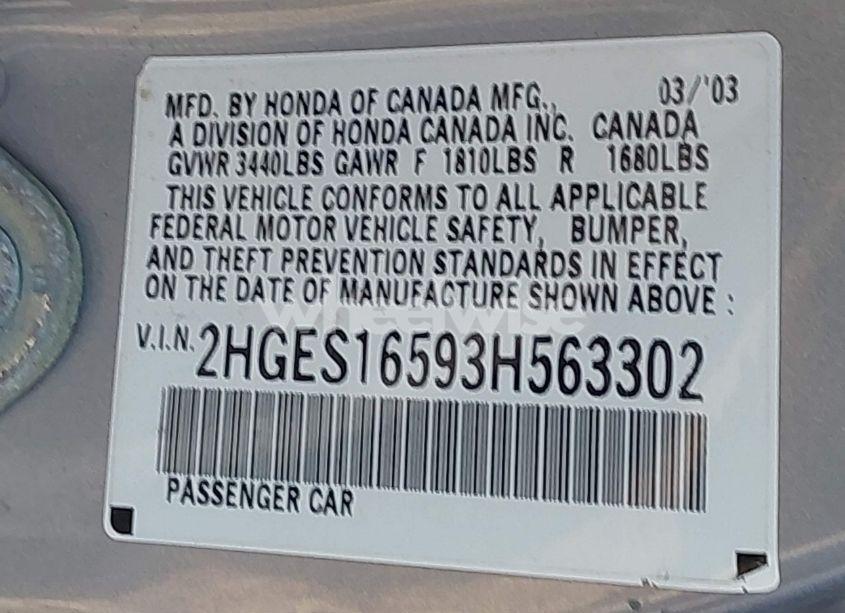 MFD. BY HONDA OF CANADA MFG., 03/'03
A DIVISION OF HONDA CANADA INC. CANADA
GVWR 3440LBS GAWR F 1810LBS R 1680LBS
THIS VEHICLE CONFORMS TO ALL APPLICABLE
FEDERAL MOTOR VEHICLE SAFETY, BUMPER,
AND THEFT PREVENTION STANDARDS IN EFFECT
ON THE DATE OF MANUFACTURE SHOWN ABOVE :
wheelwise
V.I.N. 2HGES16593H563302
PASSENGER CAR